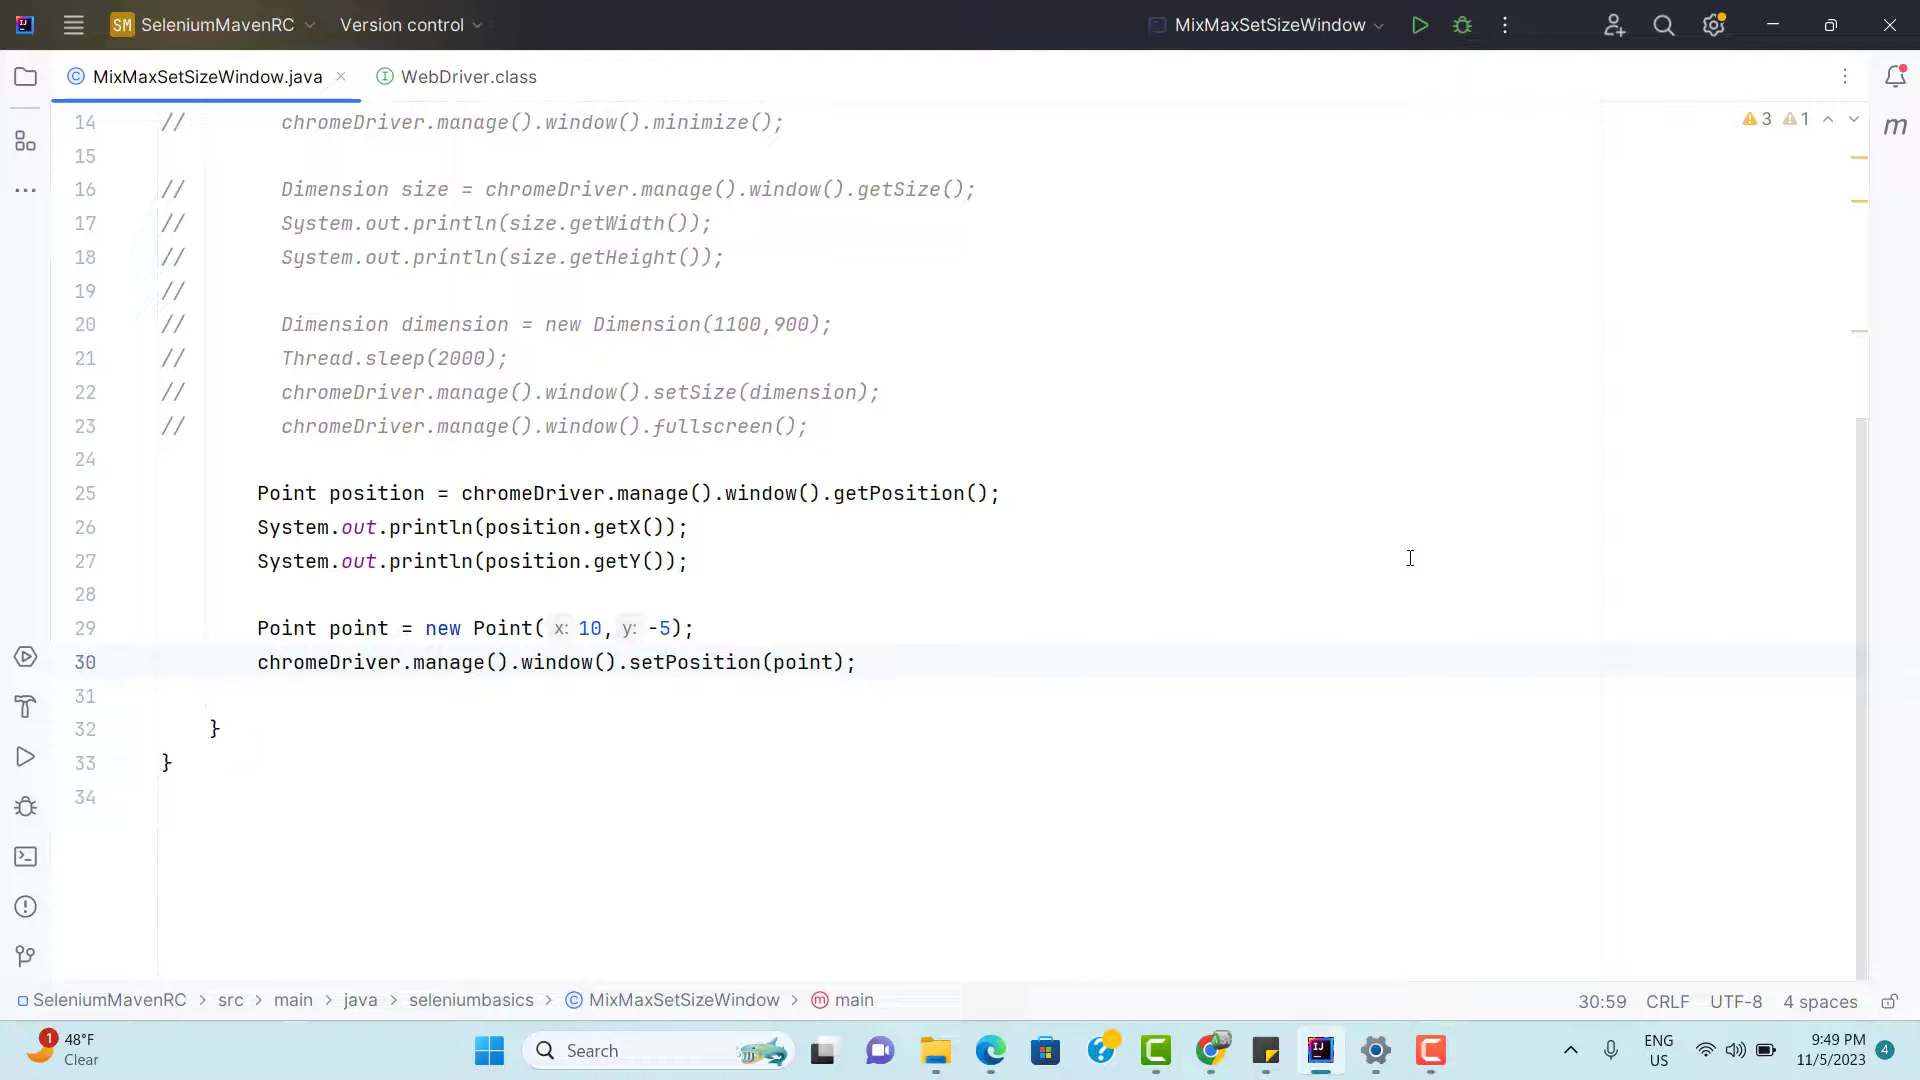 SM SeleniumMavenRC Version control MixMaxSetSizeWindow
MixMaxSetSizeWindow.java WebDriver.class
14 // chromeDriver.manage().window().minimize();
15
16 // Dimension size = chromeDriver.manage().window().getSize();
17 // System.out.println(size.getWidth());
18 // System.out.println(size.getHeight());
19 //
20 // Dimension dimension = new Dimension(1100,900);
21 // Thread.sleep(2000);
22 // chromeDriver.manage().window().setSize(dimension);
23 // chromeDriver.manage().window().fullscreen();
24
25 Point position = chromeDriver.manage().window().getPosition();
26 System.out.println(position.getX());
27 System.out.println(position.getY());
28
29 Point point = new Point( x: 10, y: -5);
30 chromeDriver.manage().window().setPosition(point);
31
32 }
33 }
34
3 1
m
SeleniumMavenRC > src > main > java > seleniumbasics > MixMaxSetSizeWindow > main 30:59 CRLF UTF-8 4 spaces
1 48°F
Clear
Search
ENG
US
9:49 PM
11/5/2023
4